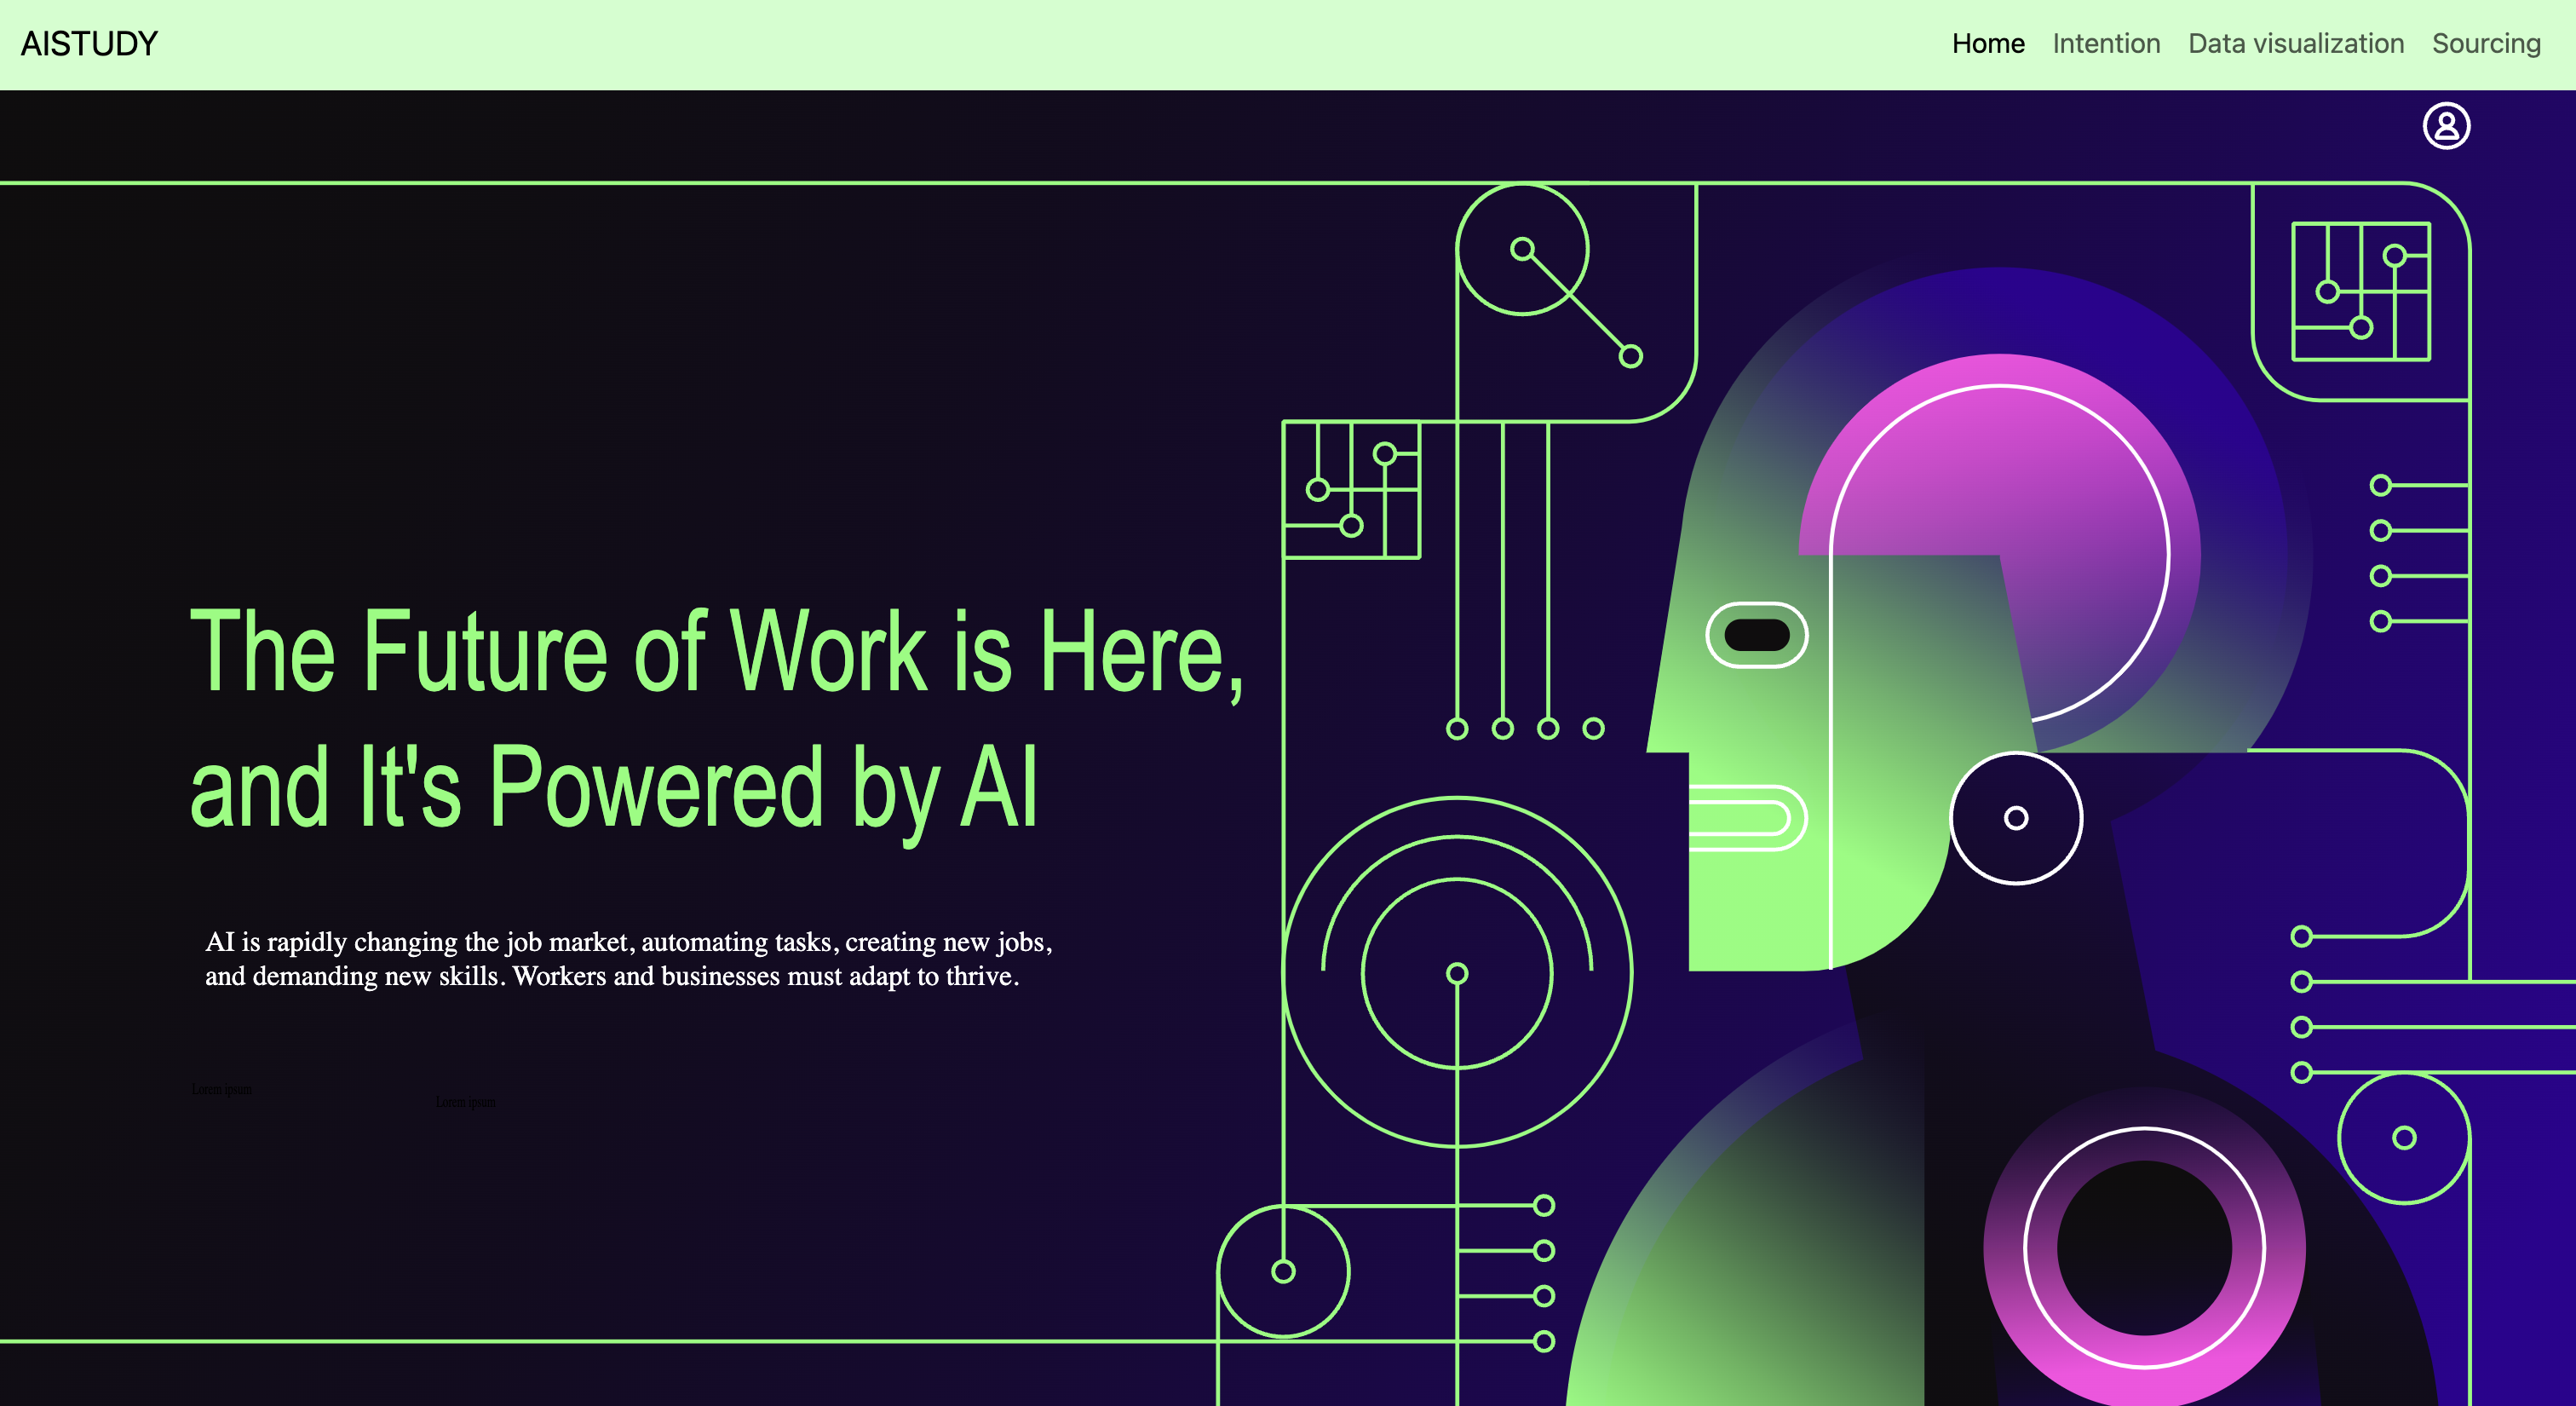 AISTUDY
Home Intention Data visualization Sourcing
The Future of Work is Here,
and It's Powered by AI
AI is rapidly changing the job market, automating tasks, creating new jobs,
and demanding new skills. Workers and businesses must adapt to thrive.
Lorem ipsum
Lorem ipsum